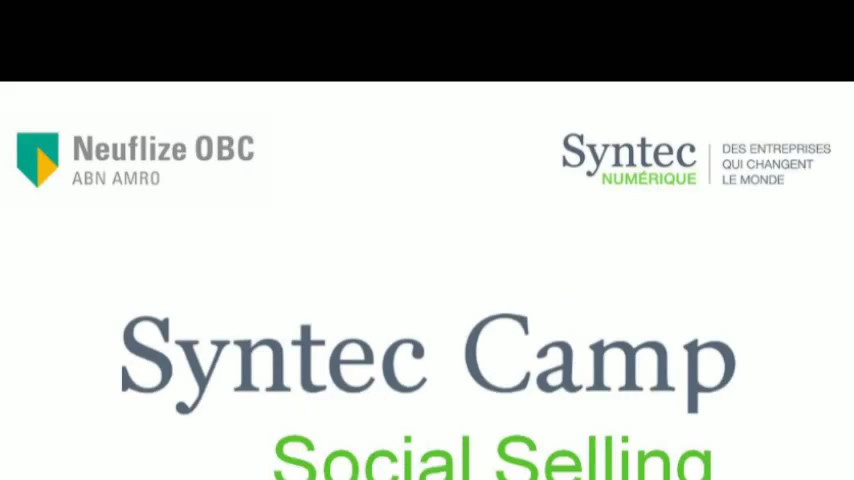 Neuflize OBC
ABN AMRO
Syntec
NUMÉRIQUE
DES ENTREPRISES
QUI CHANGENT
LE MONDE
Syntec Camp
Social Selling